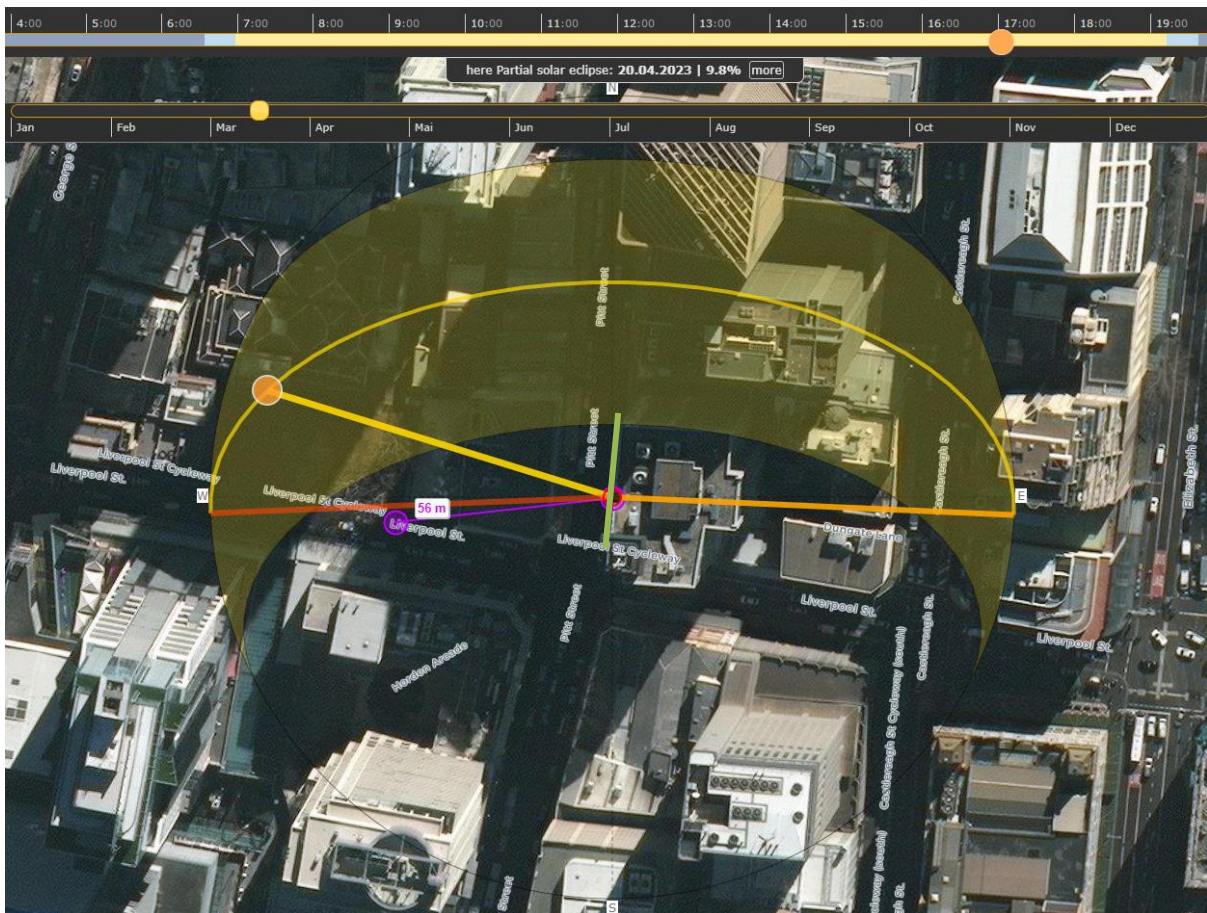 4:00 5:00 6:00 7:00 8:00 9:00 10:00 11:00 12:00 13:00 14:00 15:00 16:00 17:00 18:00 19:00
here Partial solar eclipse: 20.04.2023 | 9.8% more
N
Jan Feb Mar Apr Mai Jun Jul Aug Sep Oct Nov Dec
George S
Castlereagh St.
Pitt Street
Pitt Street
Castlereagh St.
Elizabeth St.
Liverpool St Cycleway
Liverpool St.
W
Liverpool St Cycleway
E
56 m
Liverpool St.
Dungate Lane
Liverpool St Cycleway
Pitt Street
Liverpool St.
Castlereagh St.
Liverpool St.
Horden Arcade
Castlereagh St Cycleway (south)
leway (south)
gh St.
Street
S